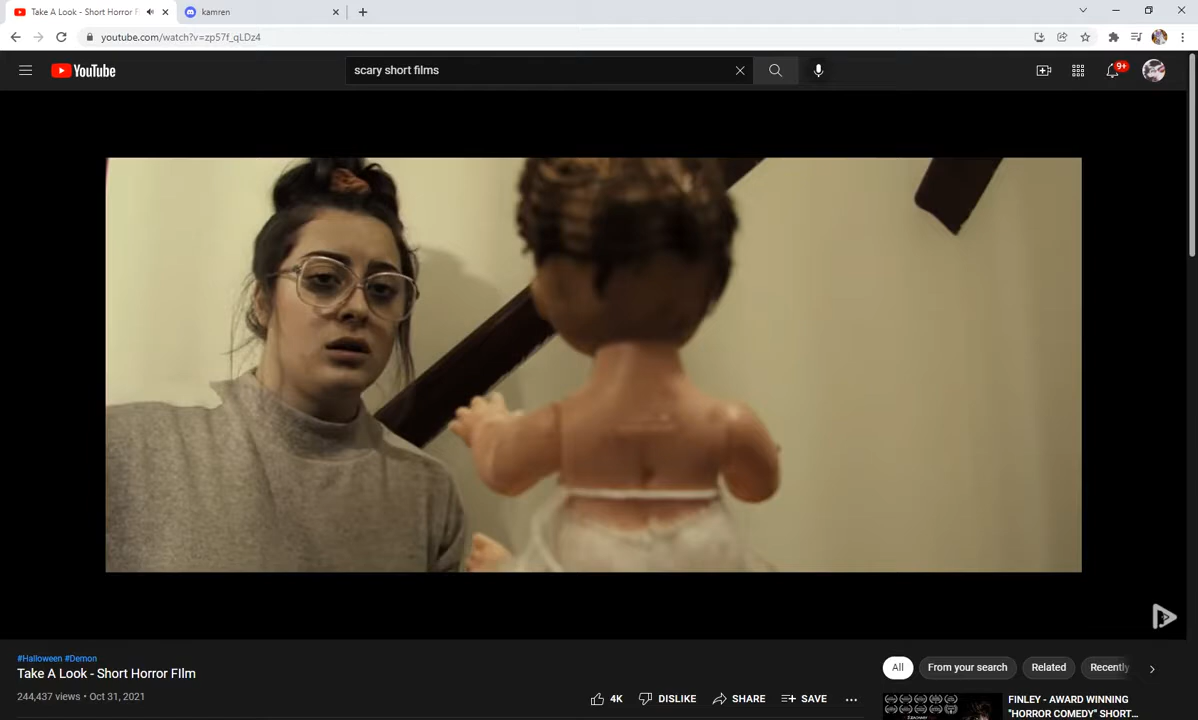 Take A Look - Short Horror F
kamren
youtube.com/watch?v=zp57f_qLDz4
YouTube
scary short films
9+
#Halloween #Demon
Take A Look - Short Horror FIlm
244,437 views • Oct 31, 2021
4K
DISLIKE
SHARE
SAVE
All
From your search
Related
Recently
FINLEY - AWARD WINNING
"HORROR COMEDY" SHORT...